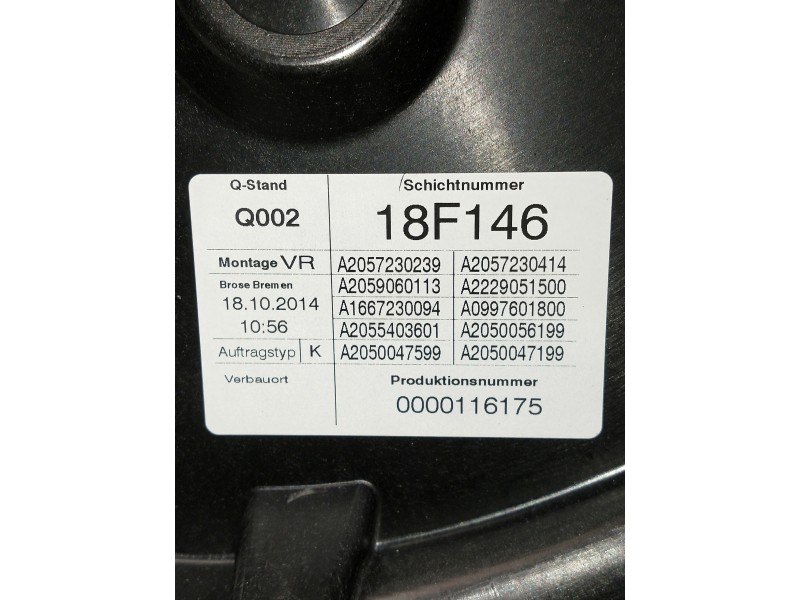 Q-Stand Schichtnummer
Q002 18F146
Montage VR A2057230239 A2057230414
Brose Bremen A2059060113 A2229051500
18.10.2014 A1667230094 A0997601800
10:56 A2055403601 A2050056199
Auftragstyp K A2050047599 A2050047199
Verbauort Produktionsnummer
0000116175